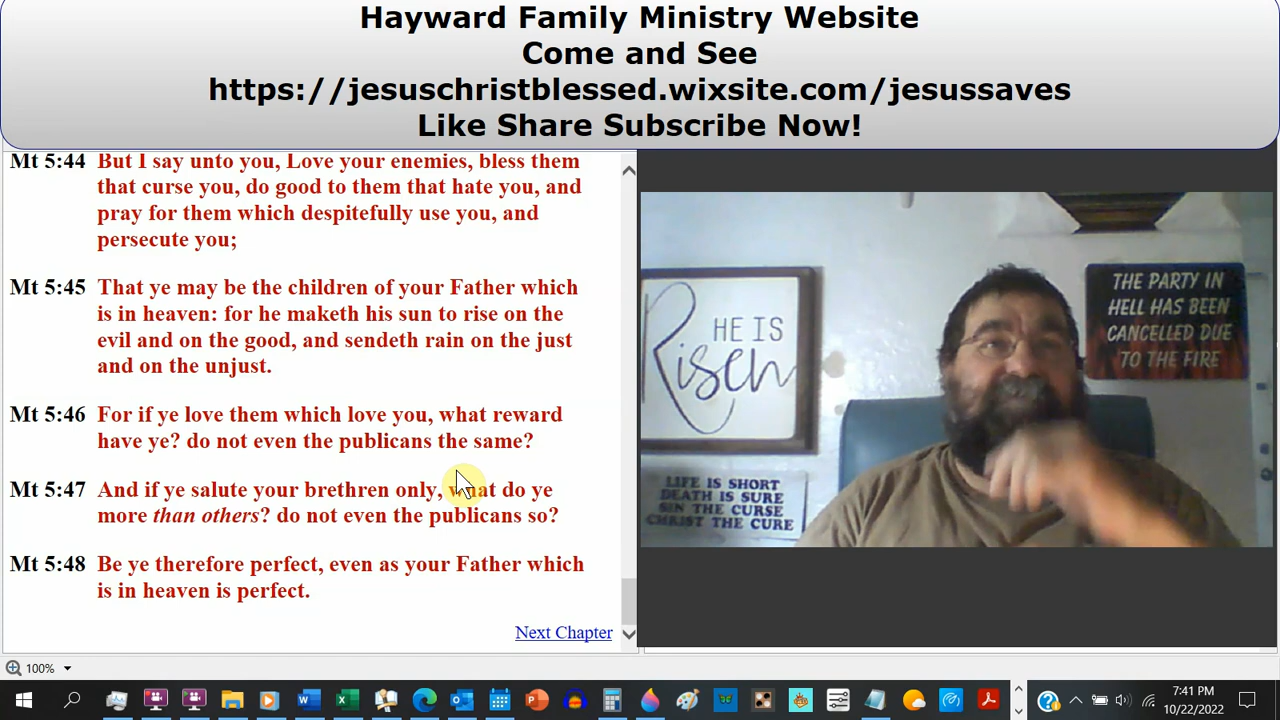 Hayward Family Ministry Website
Come and See
https://jesuschristblessed.wixsite.com/jesussaves
Like Share Subscribe Now!
Mt 5:44 But I say unto you, Love your enemies, bless them
that curse you, do good to them that hate you, and
pray for them which despitefully use you, and
persecute you;
Mt 5:45 That ye may be the children of your Father which
is in heaven: for he maketh his sun to rise on the
evil and on the good, and sendeth rain on the just
and on the unjust.
Mt 5:46 For if ye love them which love you, what reward
have ye? do not even the publicans the same?
Mt 5:47 And if ye salute your brethren only, what do ye
more than others? do not even the publicans so?
Mt 5:48 Be ye therefore perfect, even as your Father which
is in heaven is perfect.
Next Chapter
HE IS
Risen
THE PARTY IN
HELL HAS BEEN
CANCELLED DUE
TO THE FIRE
LIFE IS SHORT
DEATH IS SURE
SIN THE CURSE
CHRIST THE CURE
100%
7:41 PM
10/22/2022